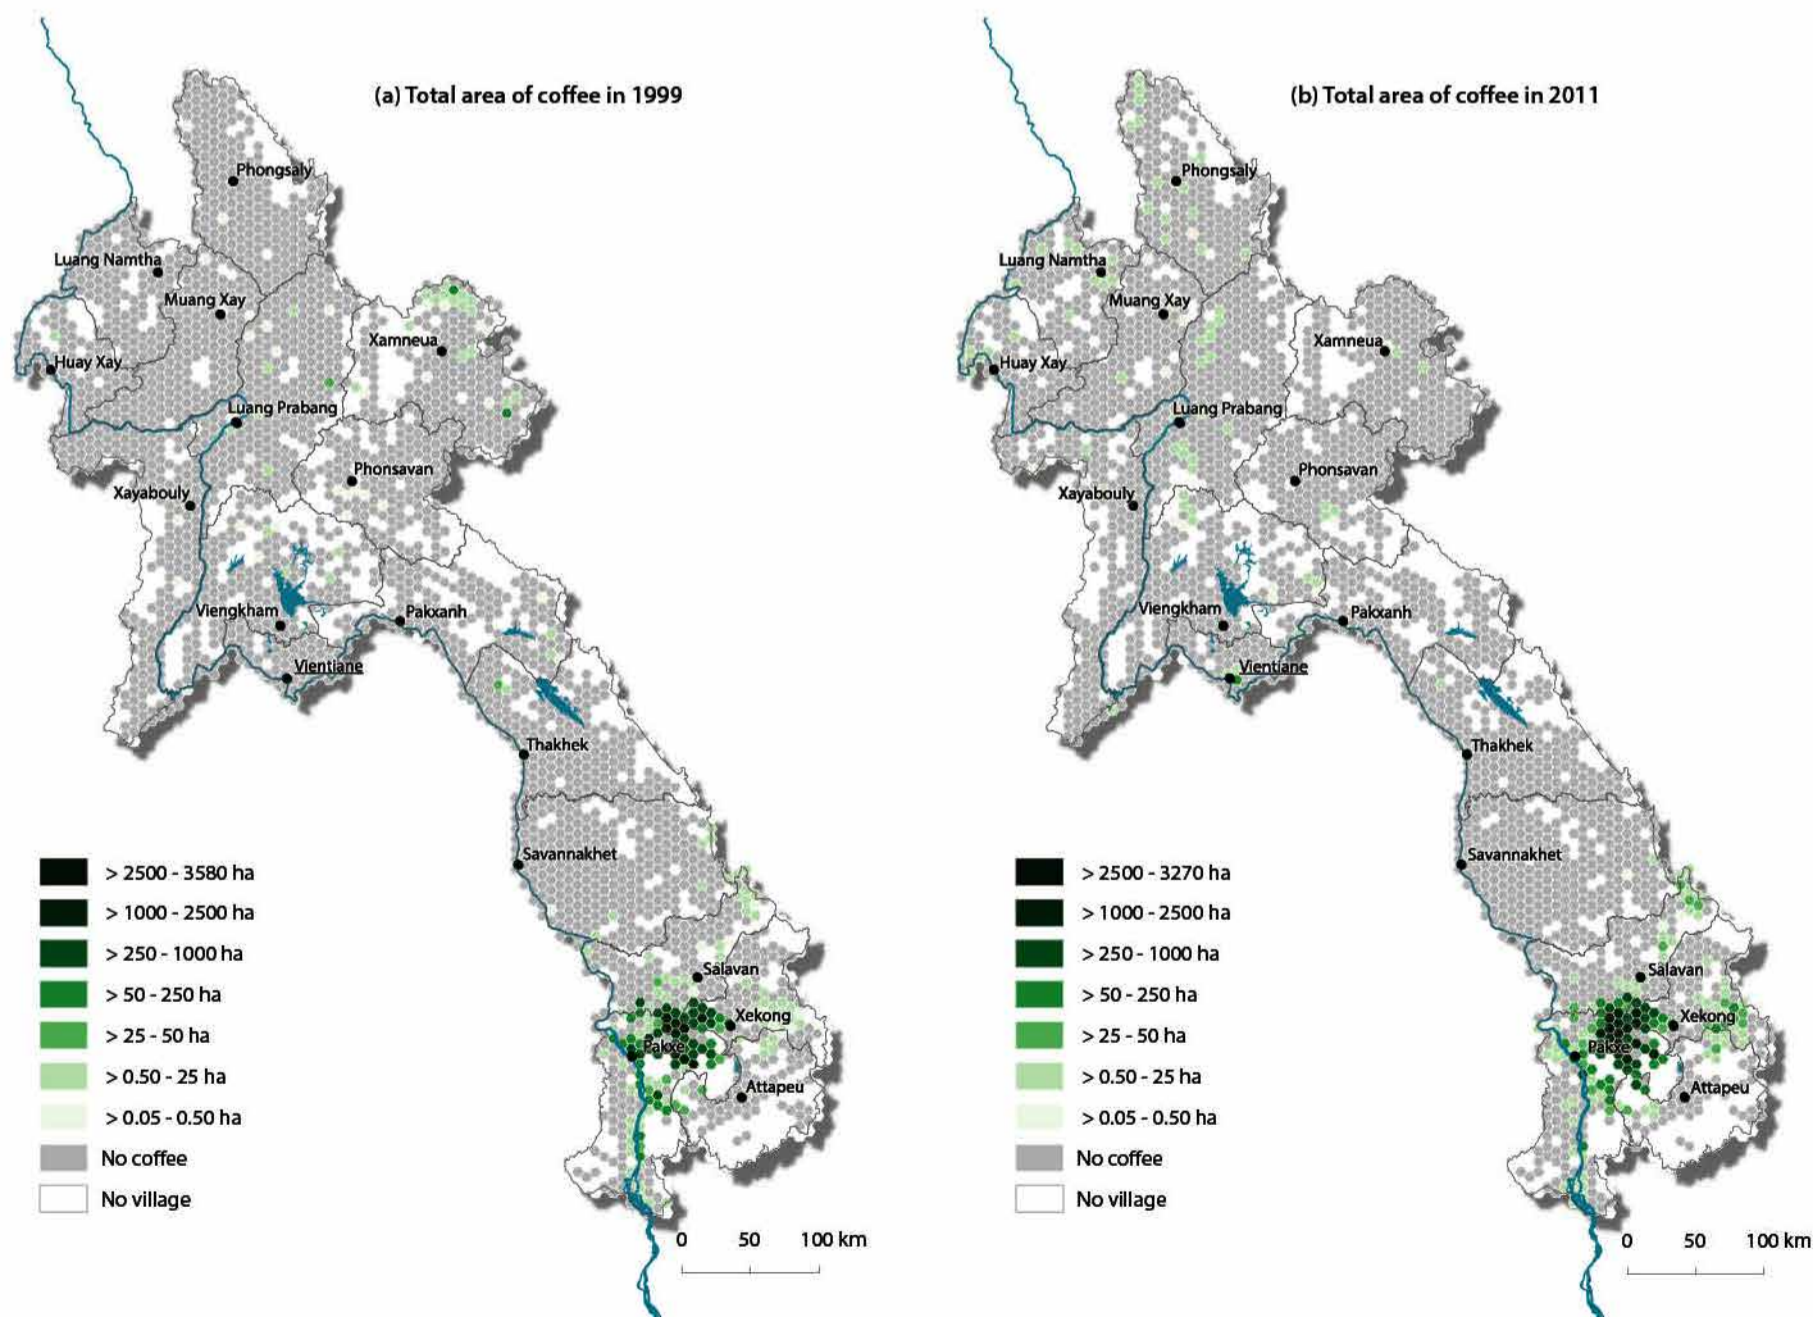 (a) Total area of coffee in 1999
Phongsaly
Luang Namtha
Muang Xay
Xamneua
Huay Xay
Luang Prabang
Phonsavan
Xayabouly
Viengkham
Pakxanh
Vientiane
Thakhek
Savannakhet
Salavan
Xekong
Pakxe
Attapeu
> 2500 - 3580 ha
> 1000 - 2500 ha
> 250 - 1000 ha
> 50 - 250 ha
> 25 - 50 ha
> 0.50 - 25 ha
> 0.05 - 0.50 ha
No coffee
No village
0 50 100 km
(b) Total area of coffee in 2011
Phongsaly
Luang Namtha
Muang Xay
Xamneua
Huay Xay
Luang Prabang
Phonsavan
Xayabouly
Viengkham
Pakxanh
Vientiane
Thakhek
Savannakhet
Salavan
Xekong
Pakxe
Attapeu
> 2500 - 3270 ha
> 1000 - 2500 ha
> 250 - 1000 ha
> 50 - 250 ha
> 25 - 50 ha
> 0.50 - 25 ha
> 0.05 - 0.50 ha
No coffee
No village
0 50 100 km